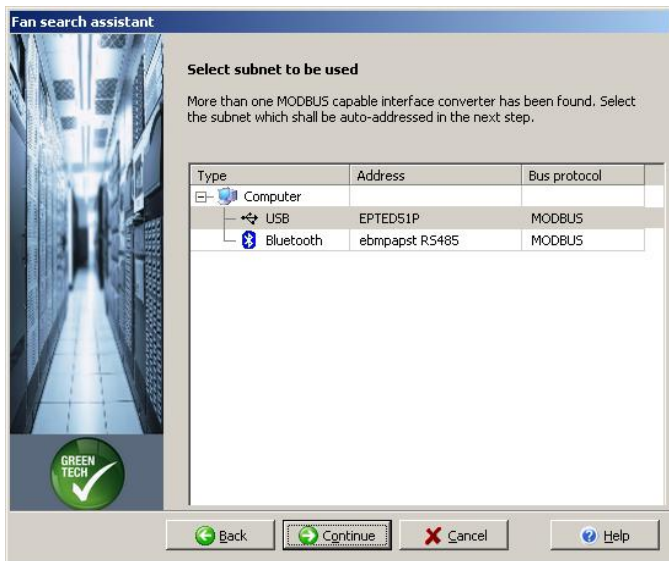 Fan search assistant
Select subnet to be used
More than one MODBUS capable interface converter has been found. Select
the subnet which shall be auto-addressed in the next step.
Type Address Bus protocol
Computer
USB EPTED51P MODBUS
Bluetooth ebmpapst RS485 MODBUS
GREEN
TECH
Back Continue Cancel Help